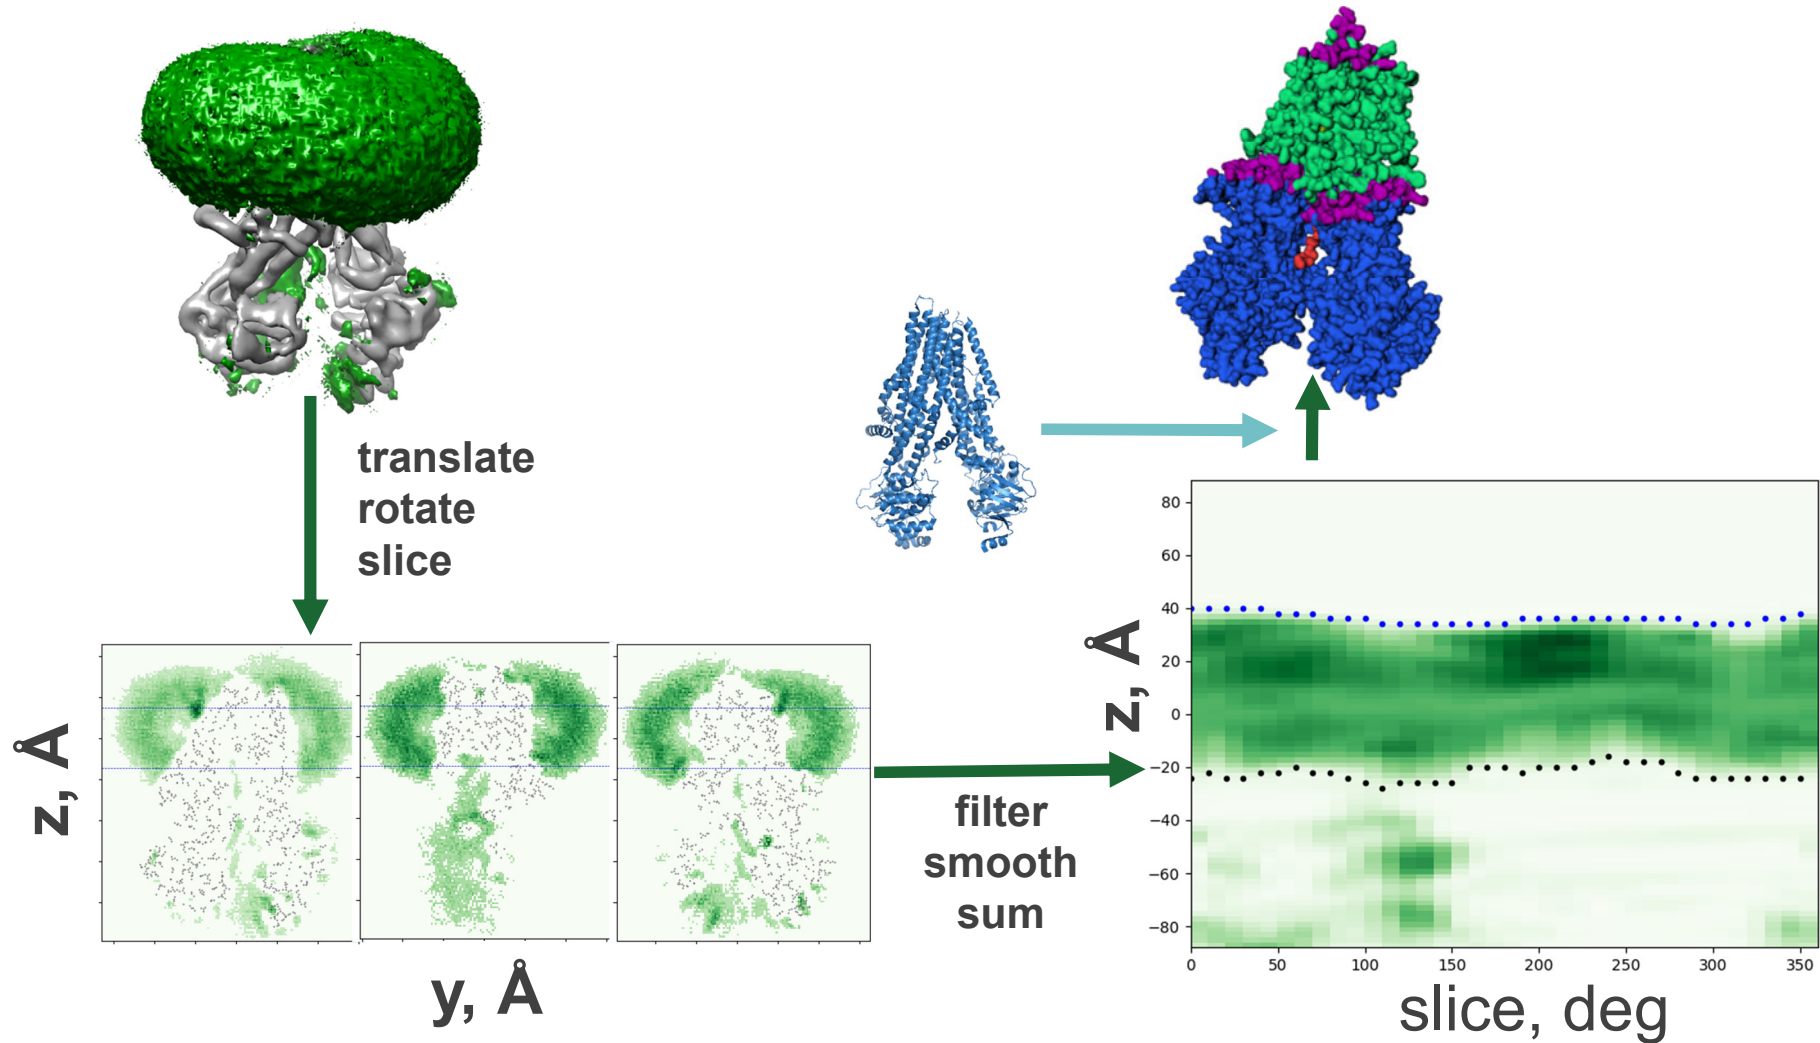 translate
rotate
slice
z, Å
y, Å
filter
smooth
sum
z, Å
80
60
40
20
0
−20
−40
−60
−80
0 50 100 150 200 250 300 350
slice, deg